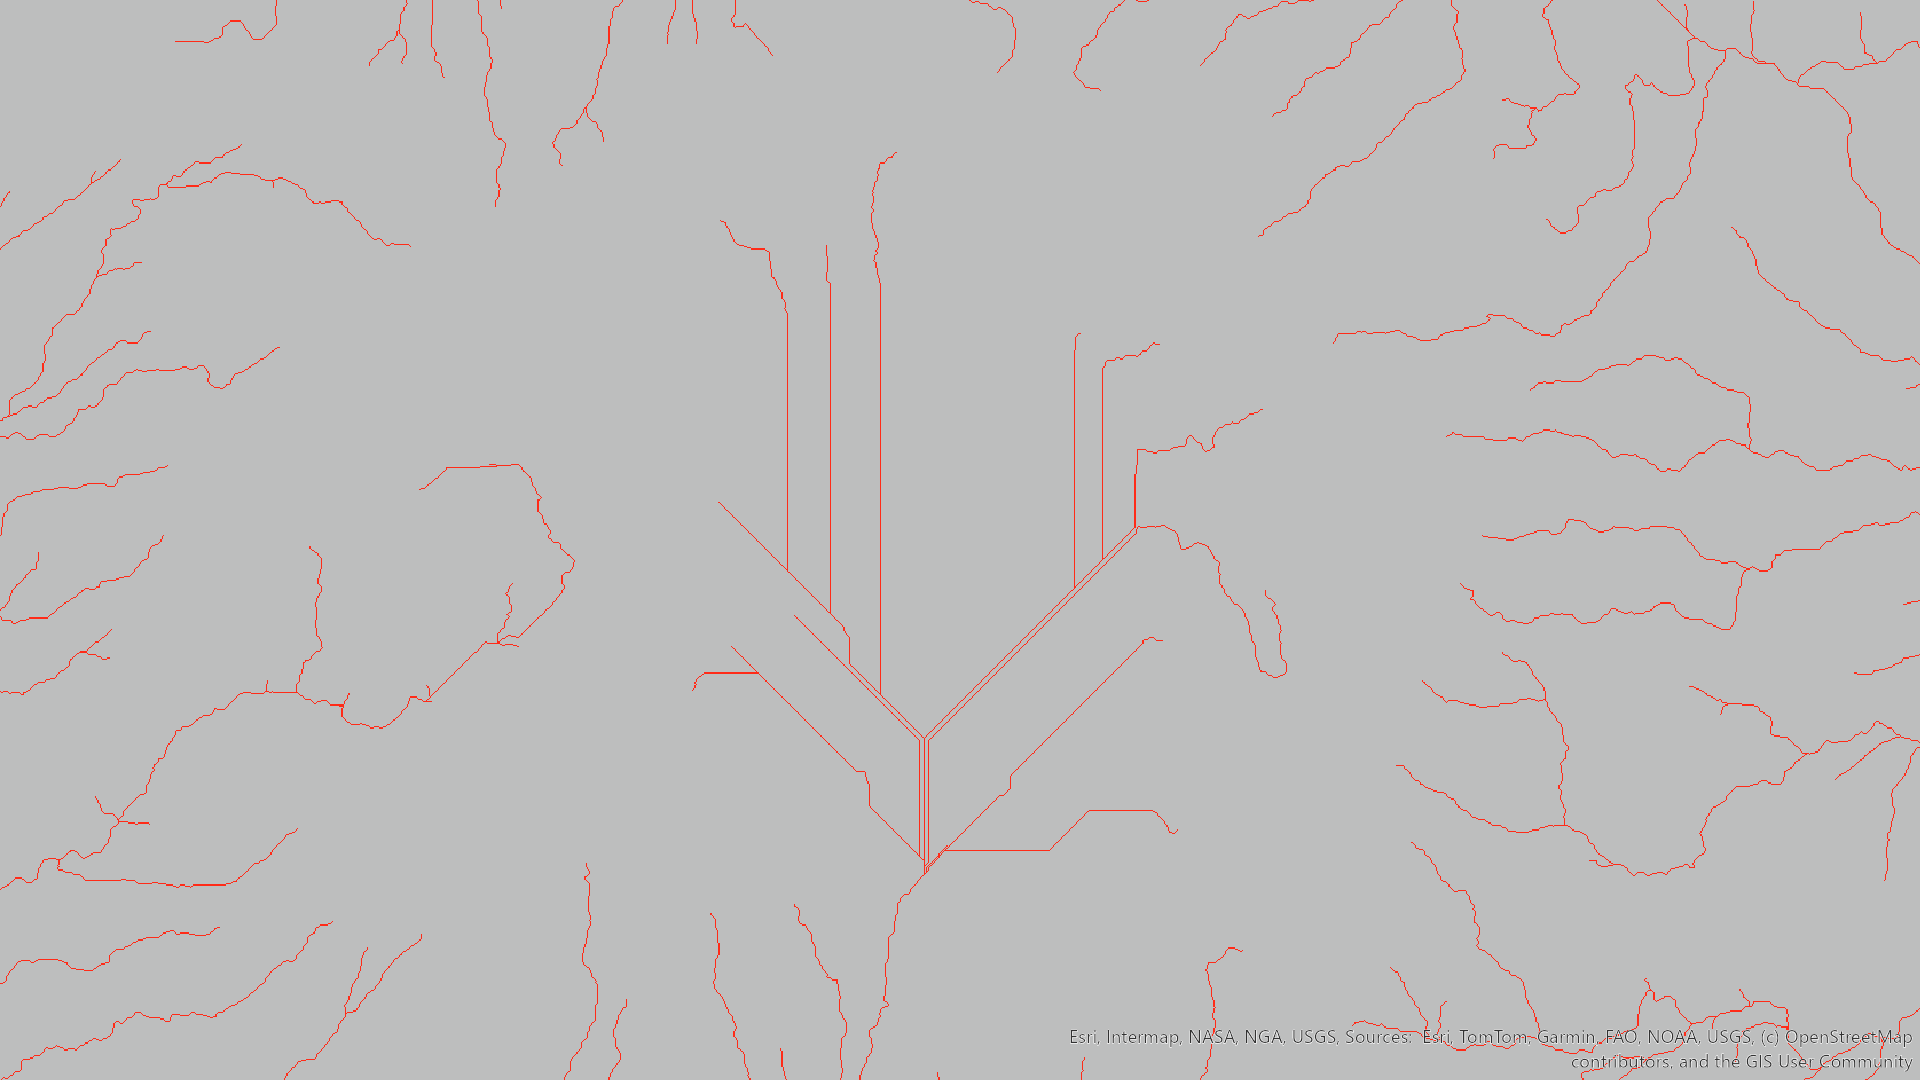 Esri, Intermap, NASA, NGA, USGS, Sources: Esri, TomTom, Garmin, FAO, NOAA, USGS, (c) OpenStreetMap
contributors, and the GIS User Community